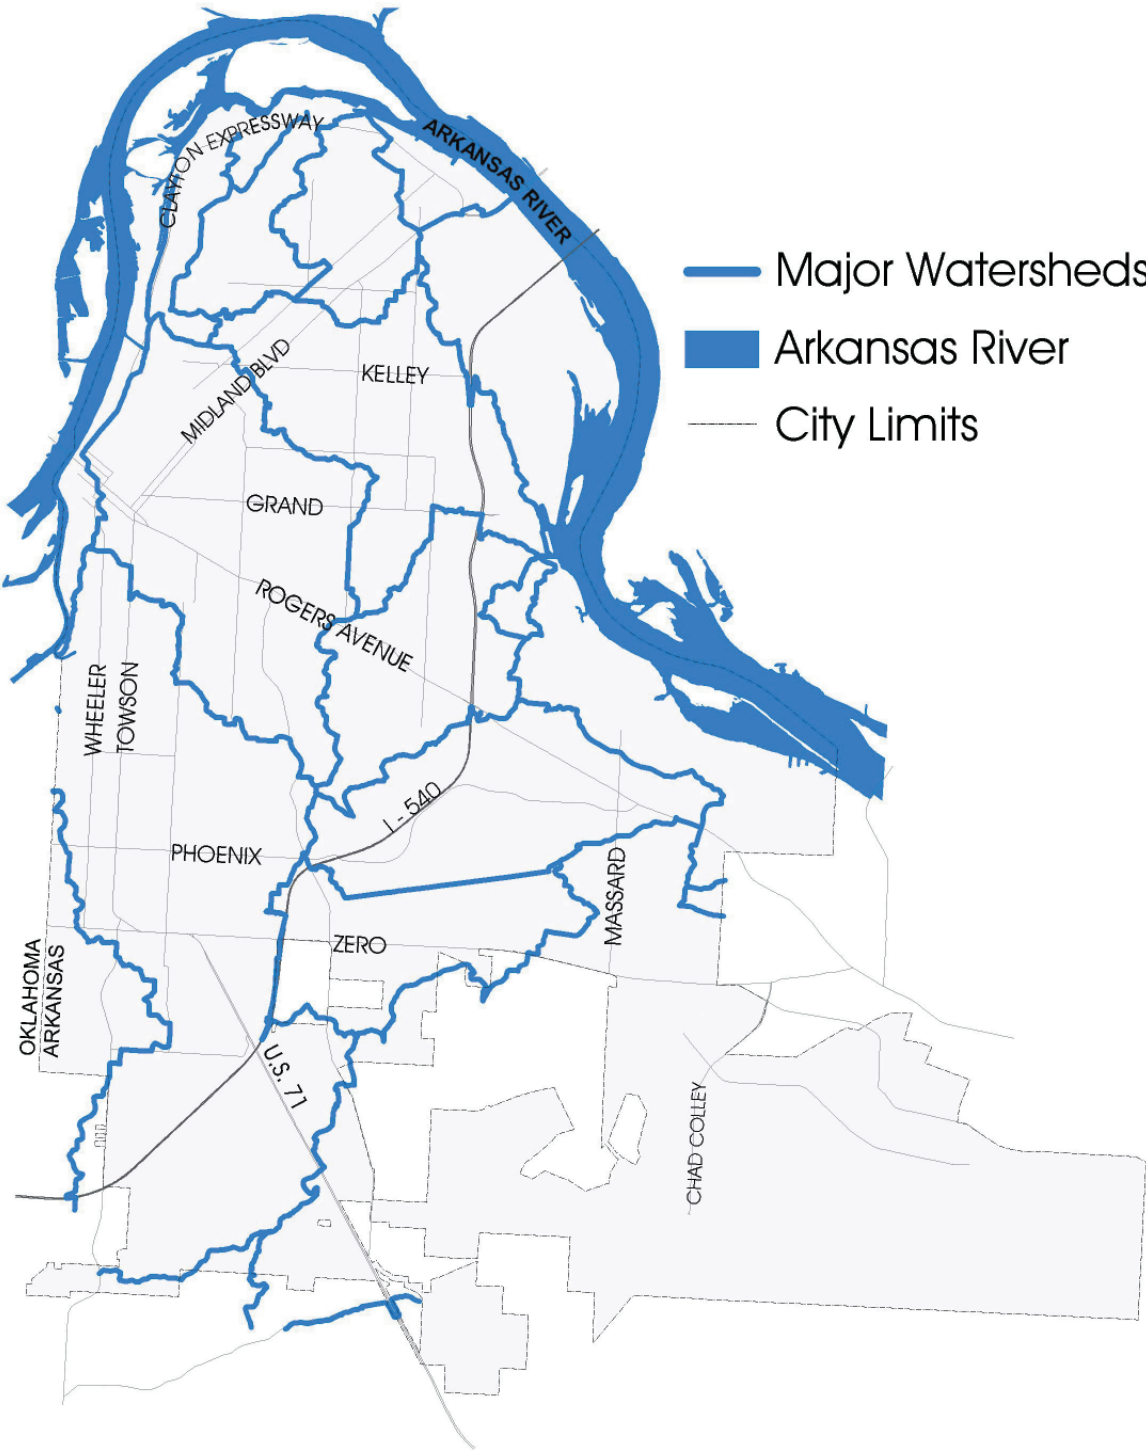 CLAYTON EXPRESSWAY
ARKANSAS RIVER
Major Watersheds
Arkansas River
City Limits
MIDLAND BLVD
KELLEY
GRAND
ROGERS AVENUE
WHEELER
TOWSON
I - 540
PHOENIX
MASSARD
ZERO
OKLAHOMA
ARKANSAS
U.S. 71
CHAD COLLEY